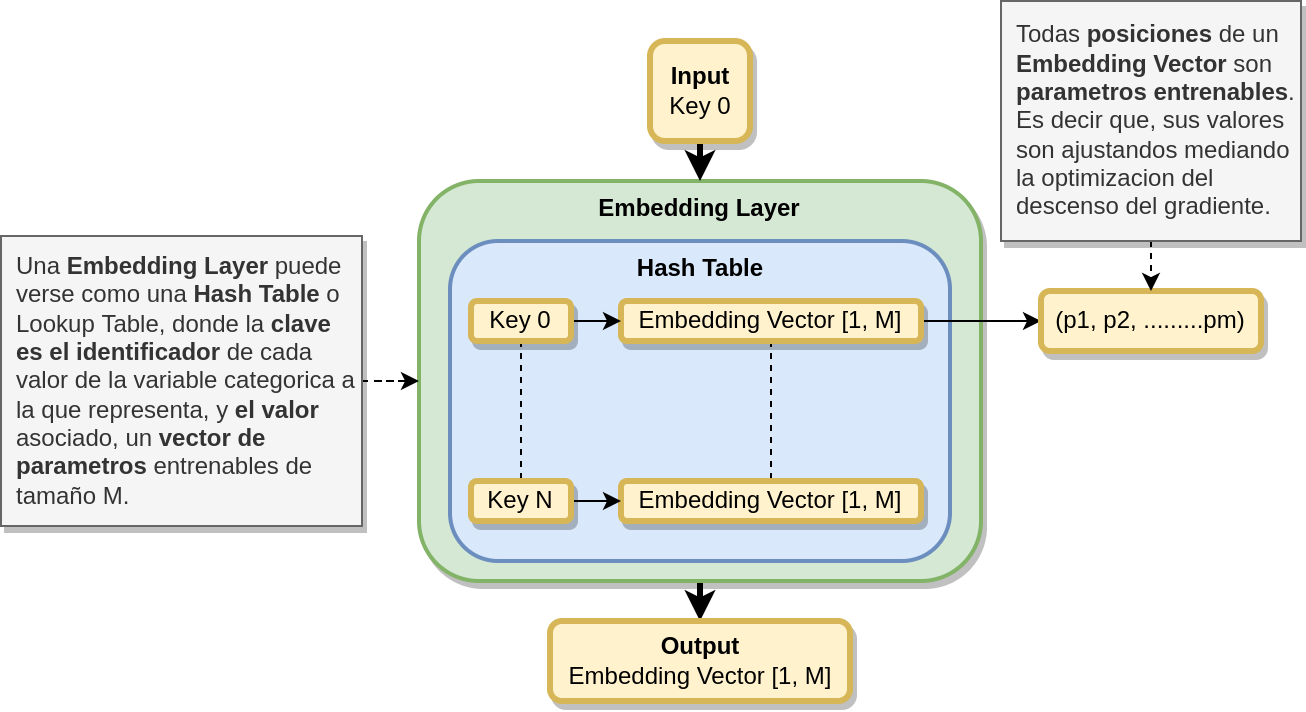 Todas posiciones de un
Embedding Vector son
parametros entrenables.
Es decir que, sus valores
son ajustandos mediando
la optimizacion del
descenso del gradiente.
Input
Key 0
Embedding Layer
Hash Table
Una Embedding Layer puede
verse como una Hash Table o
Lookup Table, donde la clave
es el identificador de cada
valor de la variable categorica a
la que representa, y el valor
asociado, un vector de
parametros entrenables de
tamaño M.
Key 0
Embedding Vector [1, M]
(p1, p2, .........pm)
Key N
Embedding Vector [1, M]
Output
Embedding Vector [1, M]